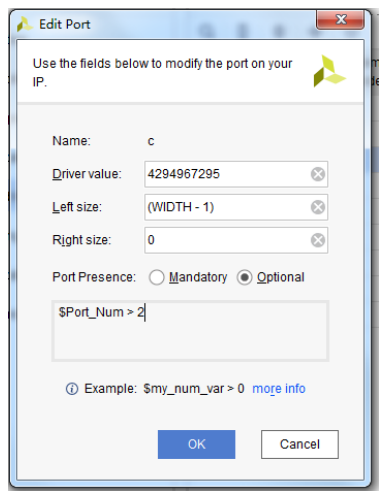 Edit Port
Use the fields below to modify the port on your
IP.
Name: c
Driver value: 4294967295
Left size: (WIDTH - 1)
Right size: 0
Port Presence: Mandatory Optional
$Port_Num > 2
Example: $my_num_var > 0 more info
OK Cancel